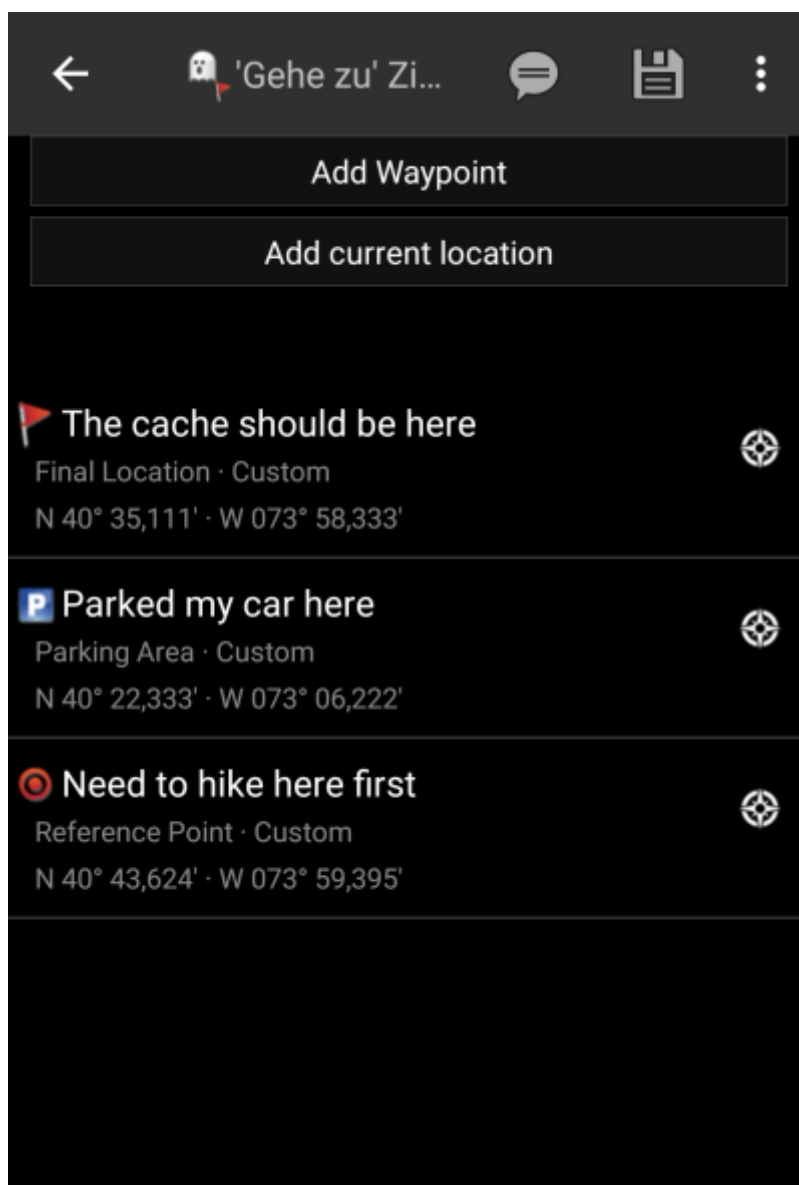 'Gehe zu' Zi...
Add Waypoint
Add current location
The cache should be here
Final Location · Custom
N 40° 35,111' · W 073° 58,333'
P Parked my car here
Parking Area · Custom
N 40° 22,333' · W 073° 06,222'
Need to hike here first
Reference Point · Custom
N 40° 43,624' · W 073° 59,395'